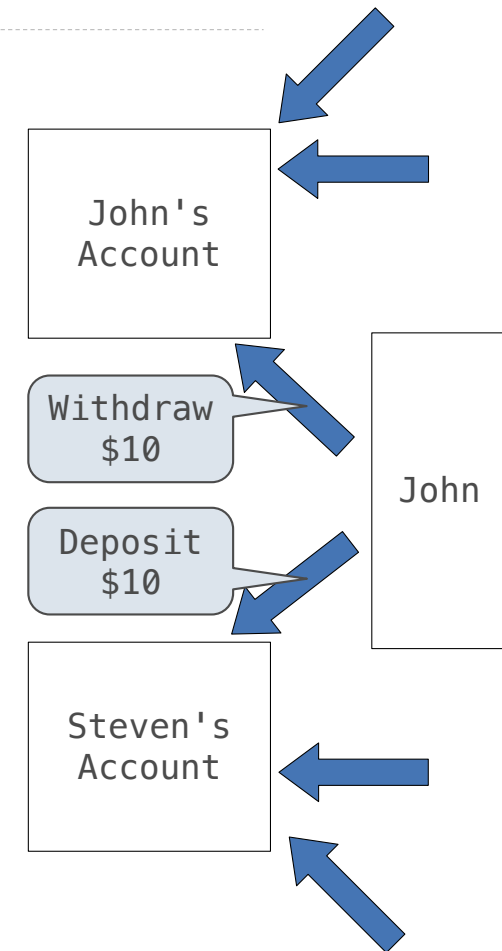 John's
Account
Withdraw
$10
John
Deposit
$10
Steven's
Account